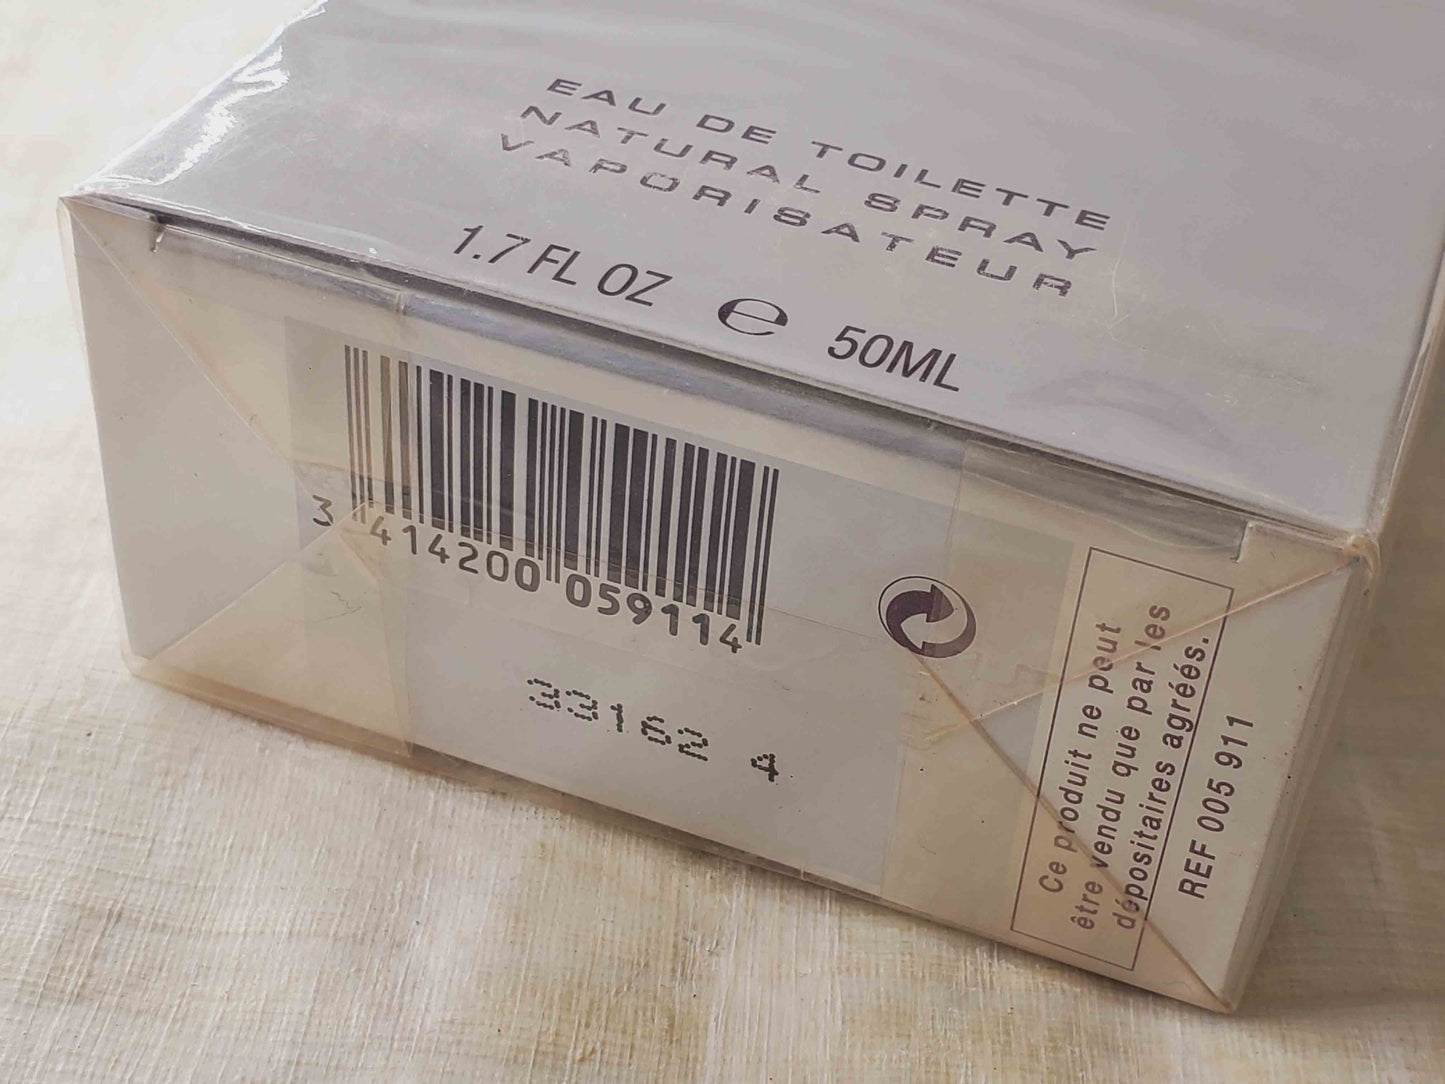 EAU DE TOILETTE
NATURAL SPRAY
VAPORISATEUR
1.7 FL OZ e 50ML
3 414200 059114
33162 4
Ce produit ne peut
être vendu que par les
dépositaires agréés.
REF 005 911